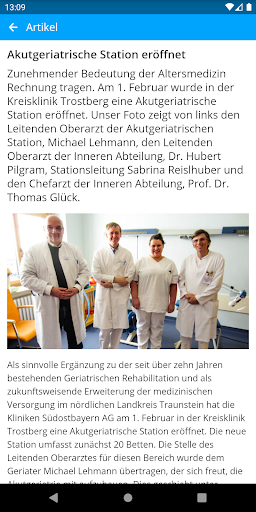 13:09
Artikel
Akutgeriatrische Station eröffnet
Zunehmender Bedeutung der Altersmedizin
Rechnung tragen. Am 1. Februar wurde in der
Kreisklinik Trostberg eine Akutgeriatrische
Station eröffnet. Unser Foto zeigt von links den
Leitenden Oberarzt der Akutgeriatrischen
Station, Michael Lehmann, den Leitenden
Oberarzt der Inneren Abteilung, Dr. Hubert
Pilgram, Stationsleitung Sabrina Reislhuber und
den Chefarzt der Inneren Abteilung, Prof. Dr.
Thomas Glück.
Als sinnvolle Ergänzung zu der seit über zehn Jahren
bestehenden Geriatrischen Rehabilitation und als
zukunftsweisende Erweiterung der medizinischen
Versorgung im nördlichen Landkreis Traunstein hat die
Kliniken Südostbayern AG am 1. Februar in der Kreisklinik
Trostberg eine Akutgeriatrische Station eröffnet. Die neue
Station umfasst zunächst 20 Betten. Die Stelle des
Leitenden Oberarztes für diesen Bereich wurde dem
Geriater Michael Lehmann übertragen, der sich freut, die